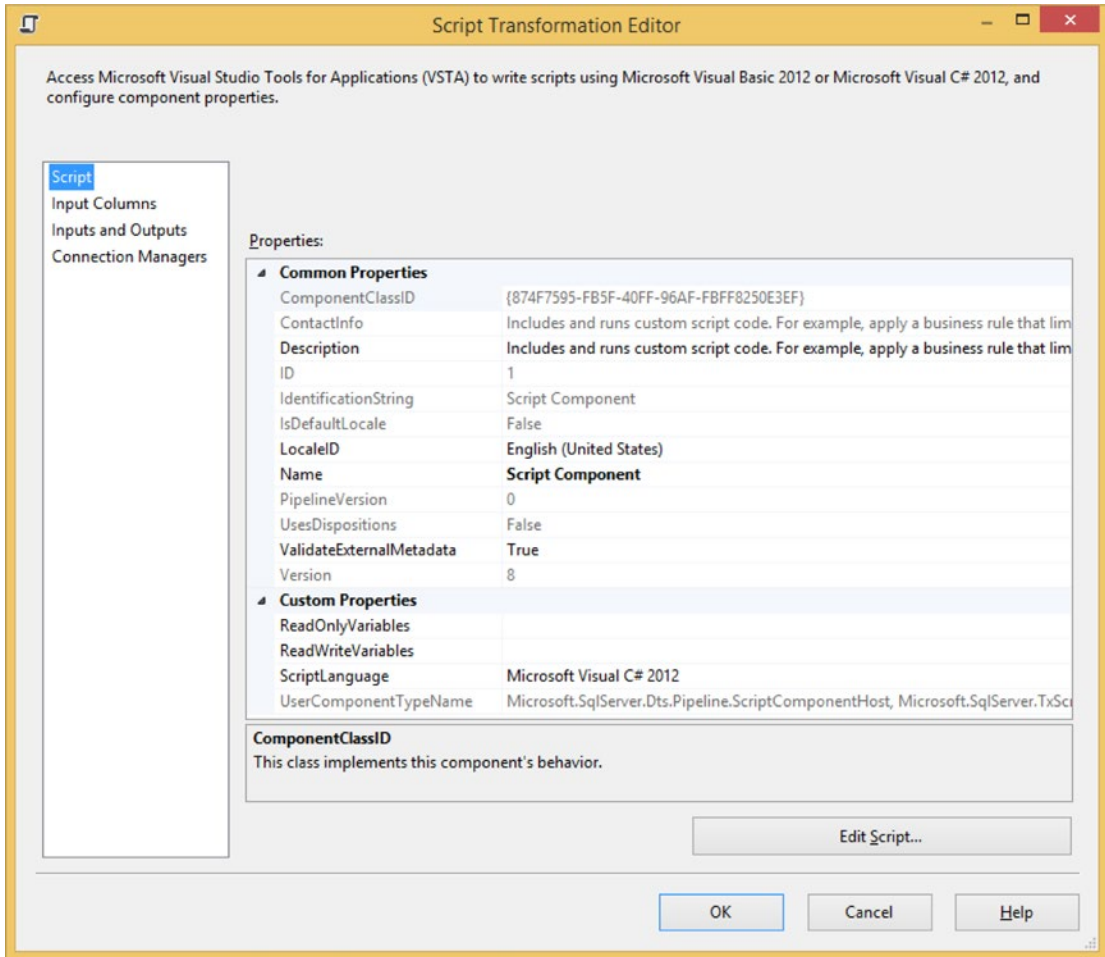 Script Transformation Editor
Access Microsoft Visual Studio Tools for Applications (VSTA) to write scripts using Microsoft Visual Basic 2012 or Microsoft Visual C# 2012, and
configure component properties.
Script
Input Columns
Inputs and Outputs
Connection Managers
Properties:
Common Properties
ComponentClassID {874F7595-FB5F-40FF-96AF-FBFF8250E3EF}
ContactInfo Includes and runs custom script code. For example, apply a business rule that lim
Description Includes and runs custom script code. For example, apply a business rule that lim
ID 1
IdentificationString Script Component
IsDefaultLocale False
LocaleID English (United States)
Name Script Component
PipelineVersion 0
UsesDispositions False
ValidateExternalMetadata True
Version 8
Custom Properties
ReadOnlyVariables
ReadWriteVariables
ScriptLanguage Microsoft Visual C# 2012
UserComponentTypeName Microsoft.SqlServer.Dts.Pipeline.ScriptComponentHost, Microsoft.SqlServer.TxScr
ComponentClassID
This class implements this component's behavior.
Edit Script...
OK Cancel Help